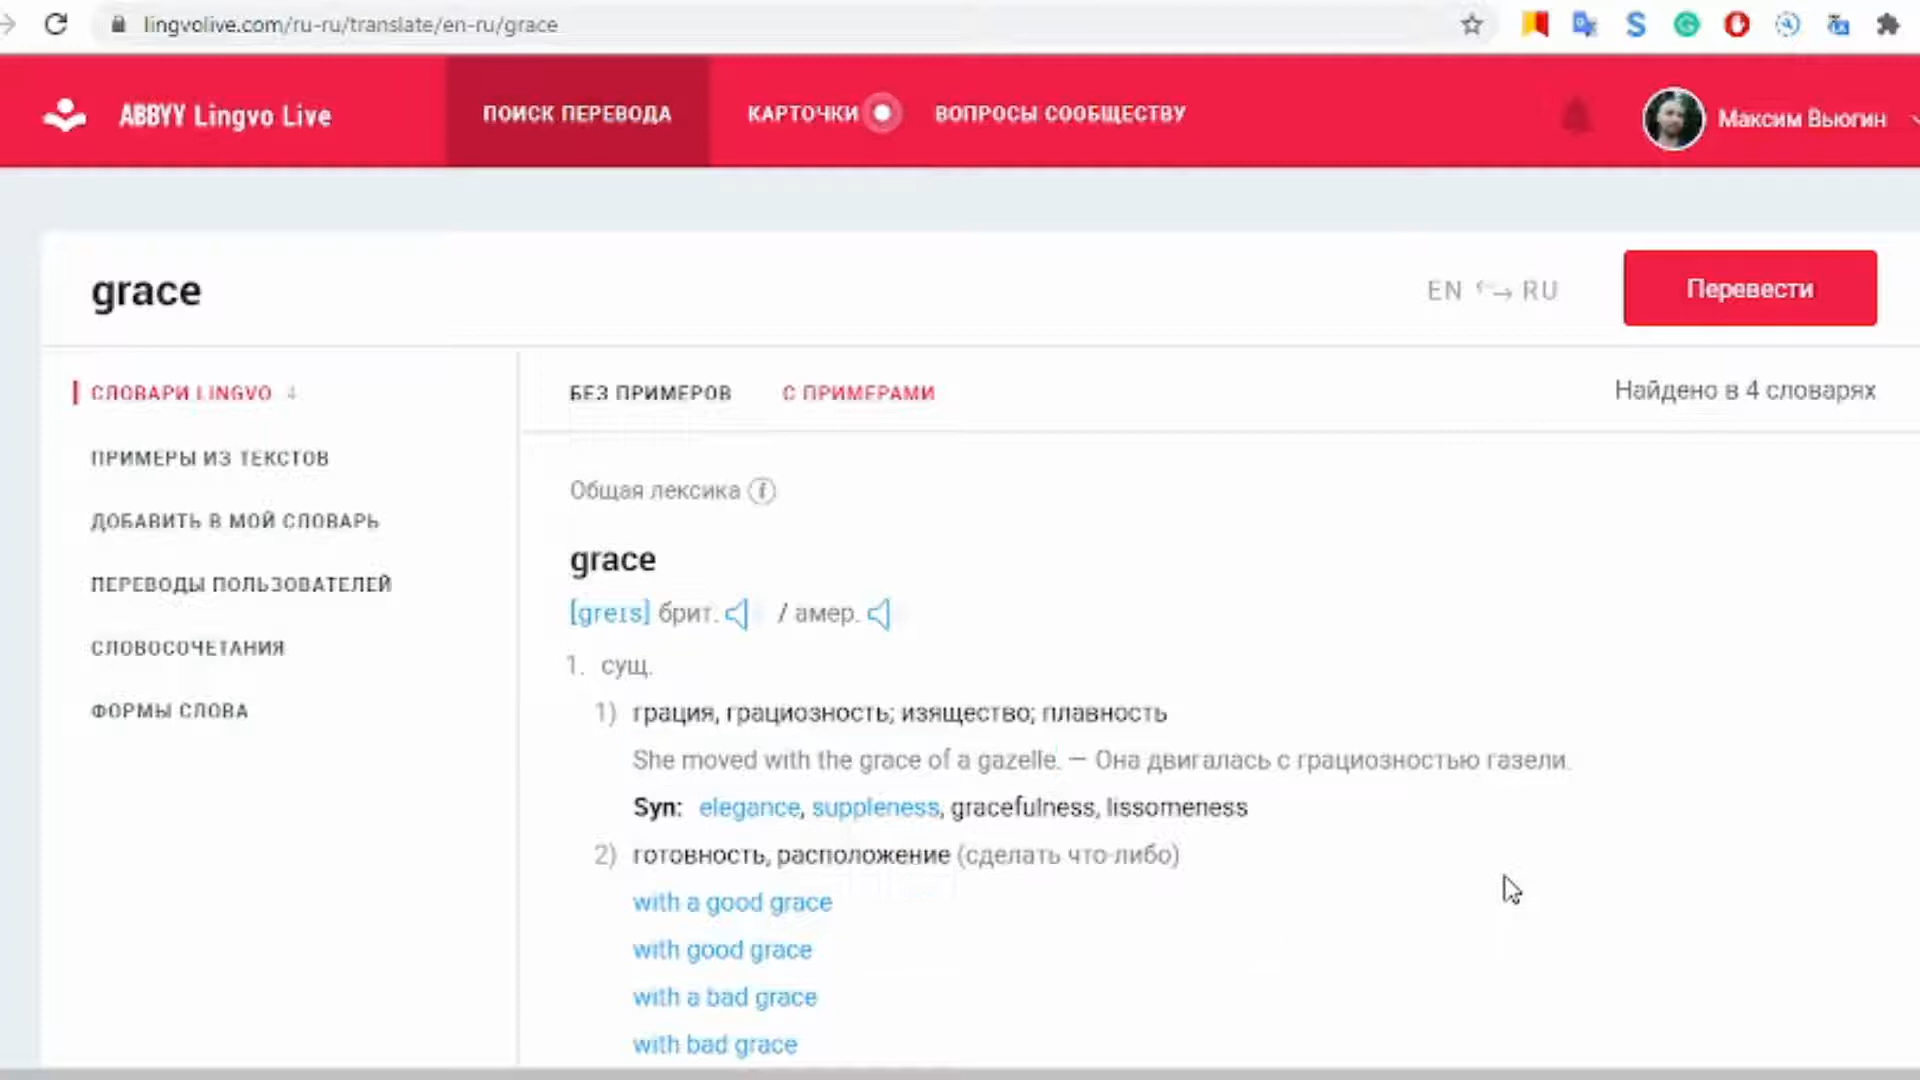 lingvolive.com/ru-ru/translate/en-ru/grace
ABBYY Lingvo Live
ПОИСК ПЕРЕВОДА
КАРТОЧКИ
ВОПРОСЫ СООБЩЕСТВУ
Максим Вьюгин
grace
EN RU
Перевести
СЛОВАРИ LINGVO 4
ПРИМЕРЫ ИЗ ТЕКСТОВ
ДОБАВИТЬ В МОЙ СЛОВАРЬ
ПЕРЕВОДЫ ПОЛЬЗОВАТЕЛЕЙ
СЛОВОСОЧЕТАНИЯ
ФОРМЫ СЛОВА
БЕЗ ПРИМЕРОВ
С ПРИМЕРАМИ
Найдено в 4 словарях
Общая лексика i
grace
[greɪs] брит. / амер.
1. сущ.
1) грация, грациозность; изящество; плавность
She moved with the grace of a gazelle. — Она двигалась с грациозностью газели.
Syn: elegance, suppleness, gracefulness, lissomeness
2) готовность, расположение (сделать что-либо)
with a good grace
with good grace
with a bad grace
with bad grace